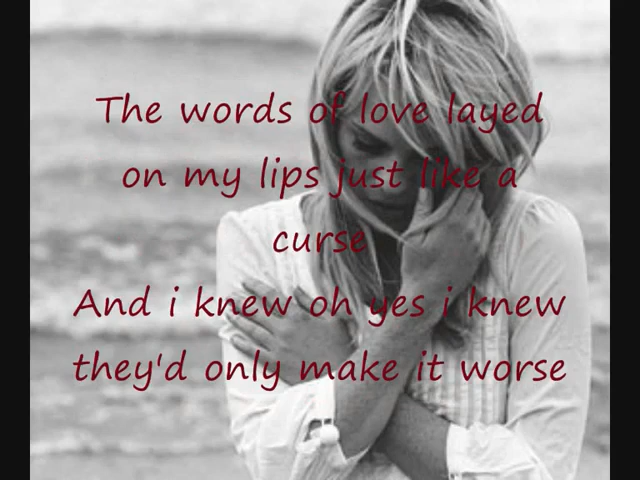 The words of love layed
on my lips just like a
curse
And i knew oh yes i knew
they'd only make it worse